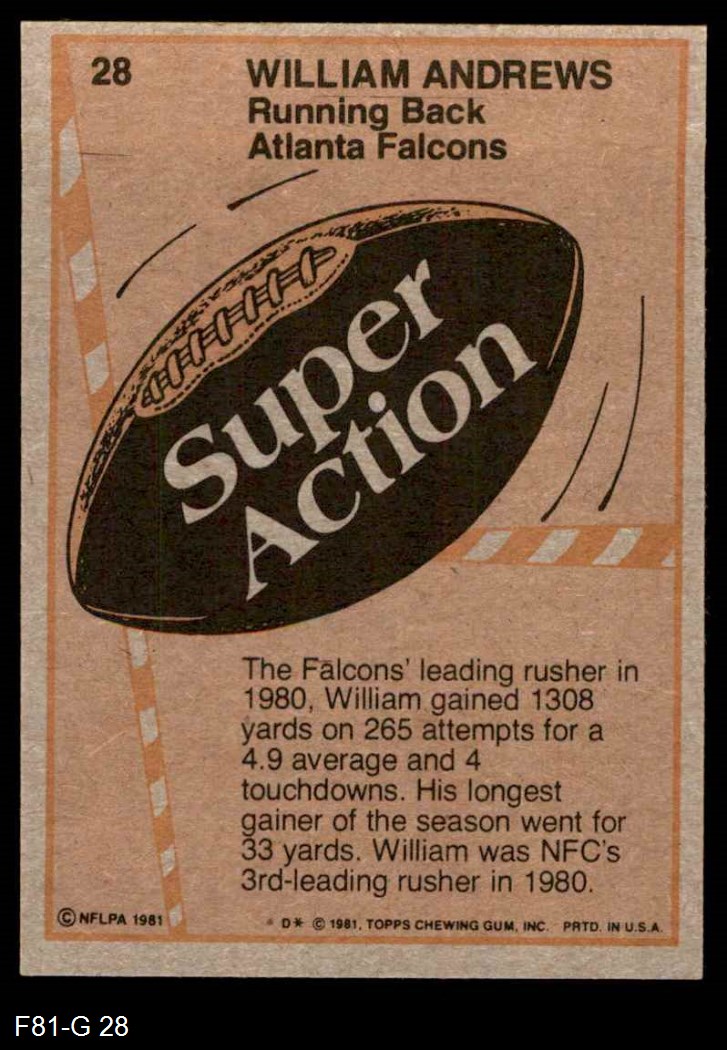 28
WILLIAM ANDREWS
Running Back
Atlanta Falcons
Super
Action
The Falcons' leading rusher in
1980, William gained 1308
yards on 265 attempts for a
4.9 average and 4
touchdowns. His longest
gainer of the season went for
33 yards. William was NFC's
3rd-leading rusher in 1980.
© NFLPA 1981
* D* © 1981, TOPPS CHEWING GUM, INC. PRTD. IN U.S.A.
F81-G 28